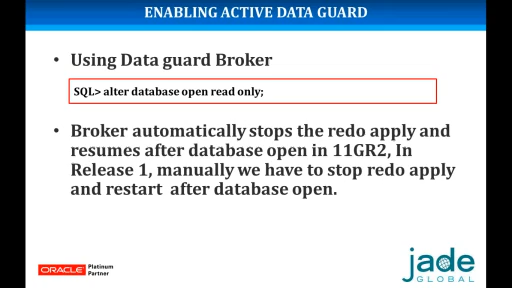 ENABLING ACTIVE DATA GUARD
• Using Data guard Broker
SQL> alter database open read only;
• Broker automatically stops the redo apply and
resumes after database open in 11GR2, In
Release 1, manually we have to stop redo apply
and restart after database open.
ORACLE Platinum
Partner
jade
GLOBAL